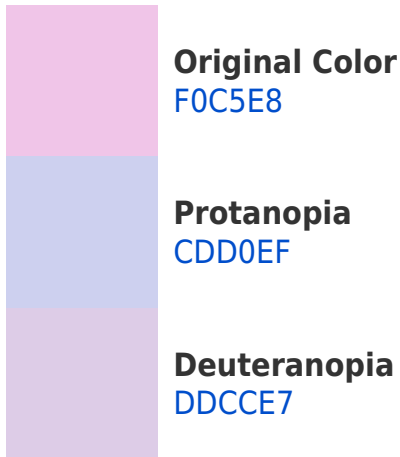 Original Color
F0C5E8
Protanopia
CDD0EF
Deuteranopia
DDCCE7